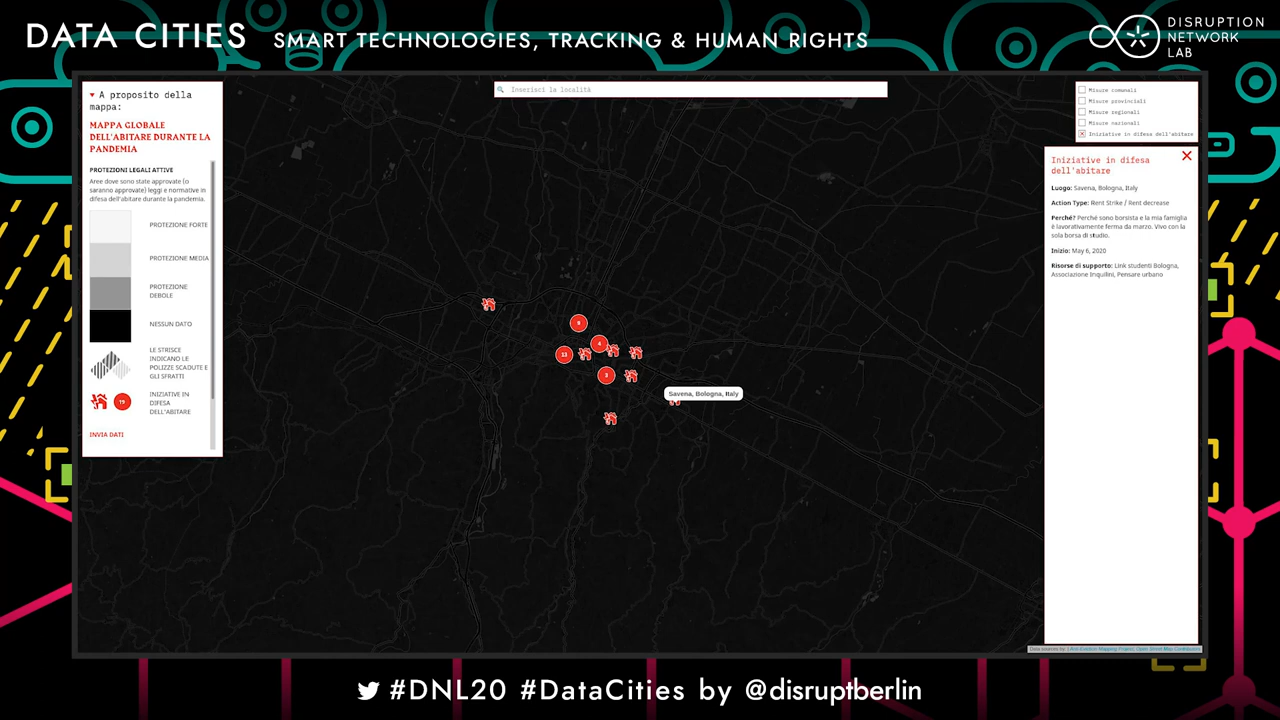 DATA CITIES SMART TECHNOLOGIES, TRACKING & HUMAN RIGHTS
DISRUPTION
NETWORK
LAB
A proposito della
mappa:
MAPPA GLOBALE
DELL'ABITARE DURANTE LA
PANDEMIA
PROTEZIONI LEGALI ATTIVE
Aree dove sono state approvate (o
saranno approvate) leggi e normative in
difesa dell'abitare durante la pandemia.
PROTEZIONE FORTE
PROTEZIONE MEDIA
PROTEZIONE
DEBOLE
NESSUN DATO
LE STRISCE
INDICANO LE
POLIZZE SCADUTE E
GLI SFRATTI
19
INIZIATIVE IN
DIFESA
DELL'ABITARE
INVIA DATI
Inserisci la località
4
3
Savena, Bologna, Italy
Misure comunali
Misure provinciali
Misure regionali
Misure nazionali
Iniziative in difesa dell'abitare
Iniziative in difesa
dell'abitare
Luogo: Savena, Bologna, Italy
Action Type: Rent Strike / Rent decrease
Perché? Perché sono borsista e la mia famiglia
è lavorativamente ferma da marzo. Vivo con la
sola borsa di studio.
Inizio: May 6, 2020
Risorse di supporto: Link studenti Bologna,
Associazione Inquilini, Pensare urbano
#DNL20 #DataCities by @disruptberlin